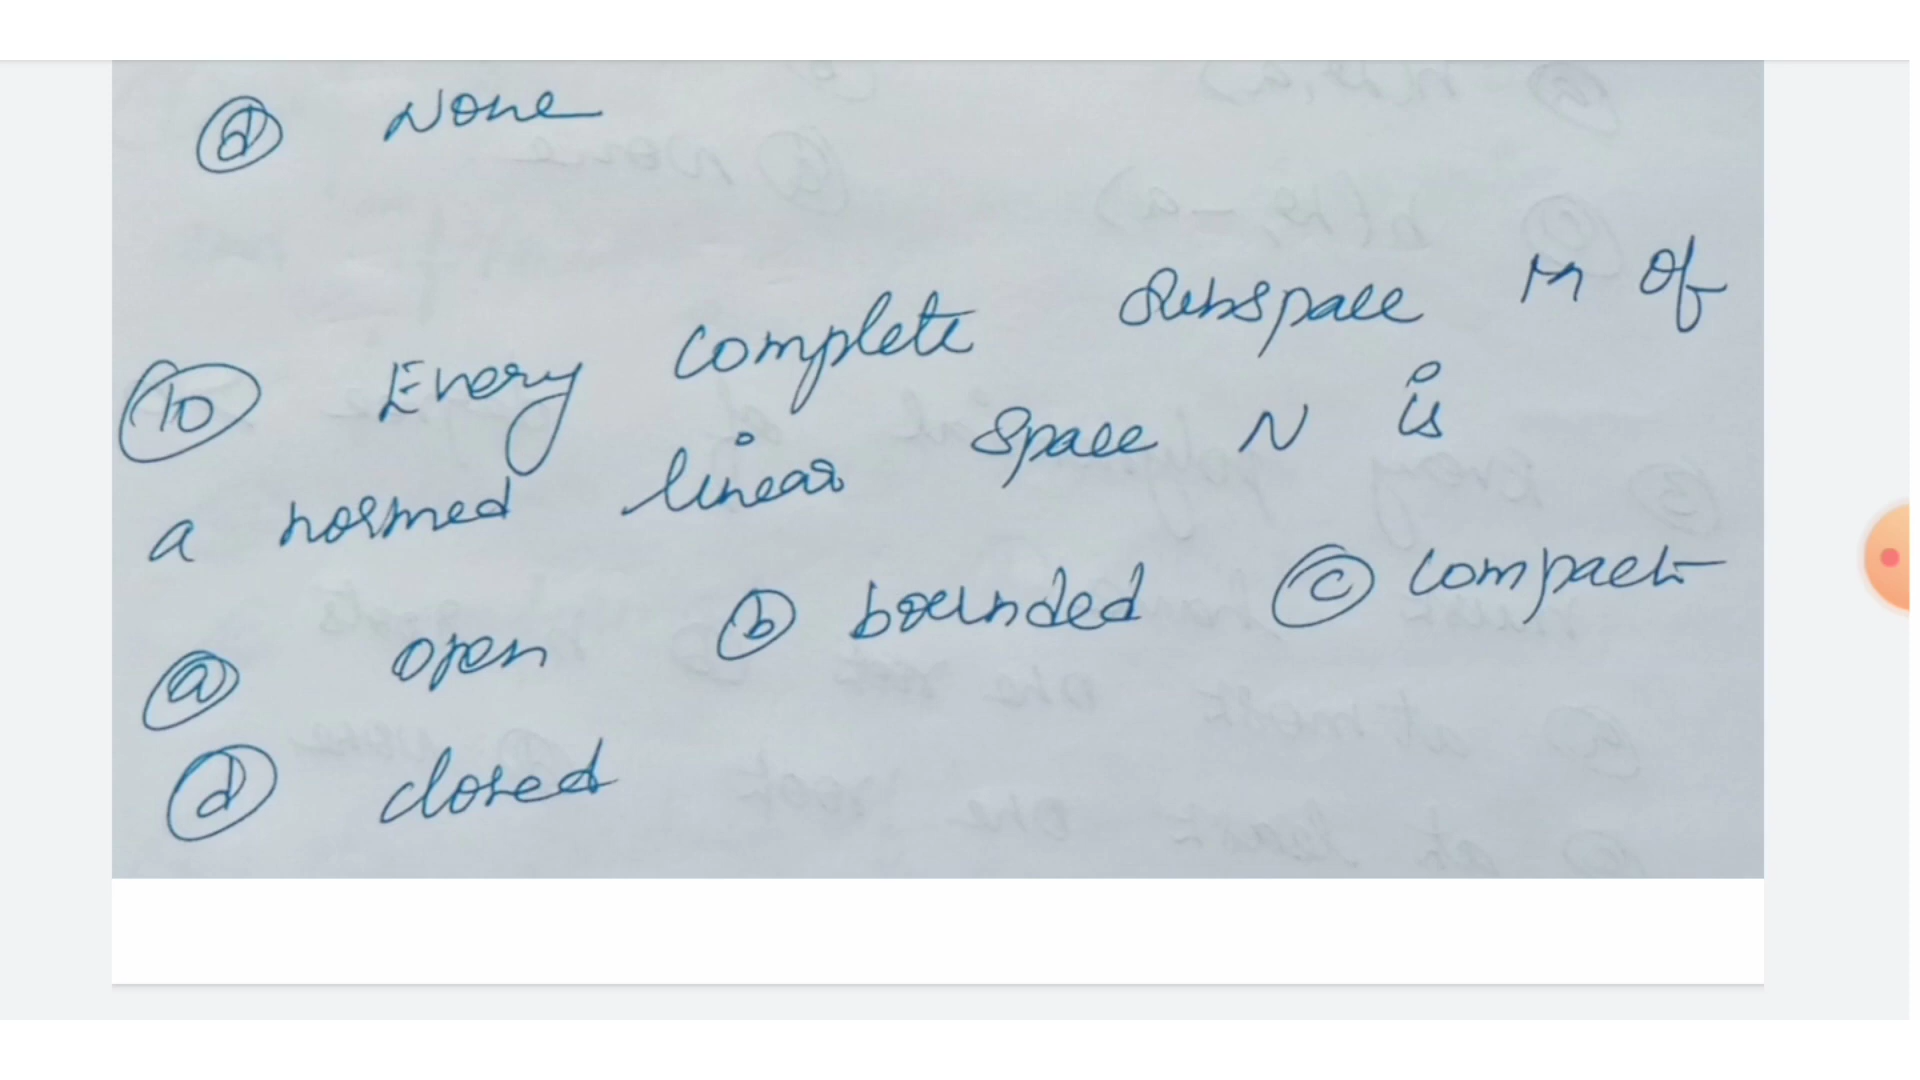 (d) None
(10) Every complete subspace M of
a normed linear space N is
(a) open (b) bounded (c) compact
(d) closed